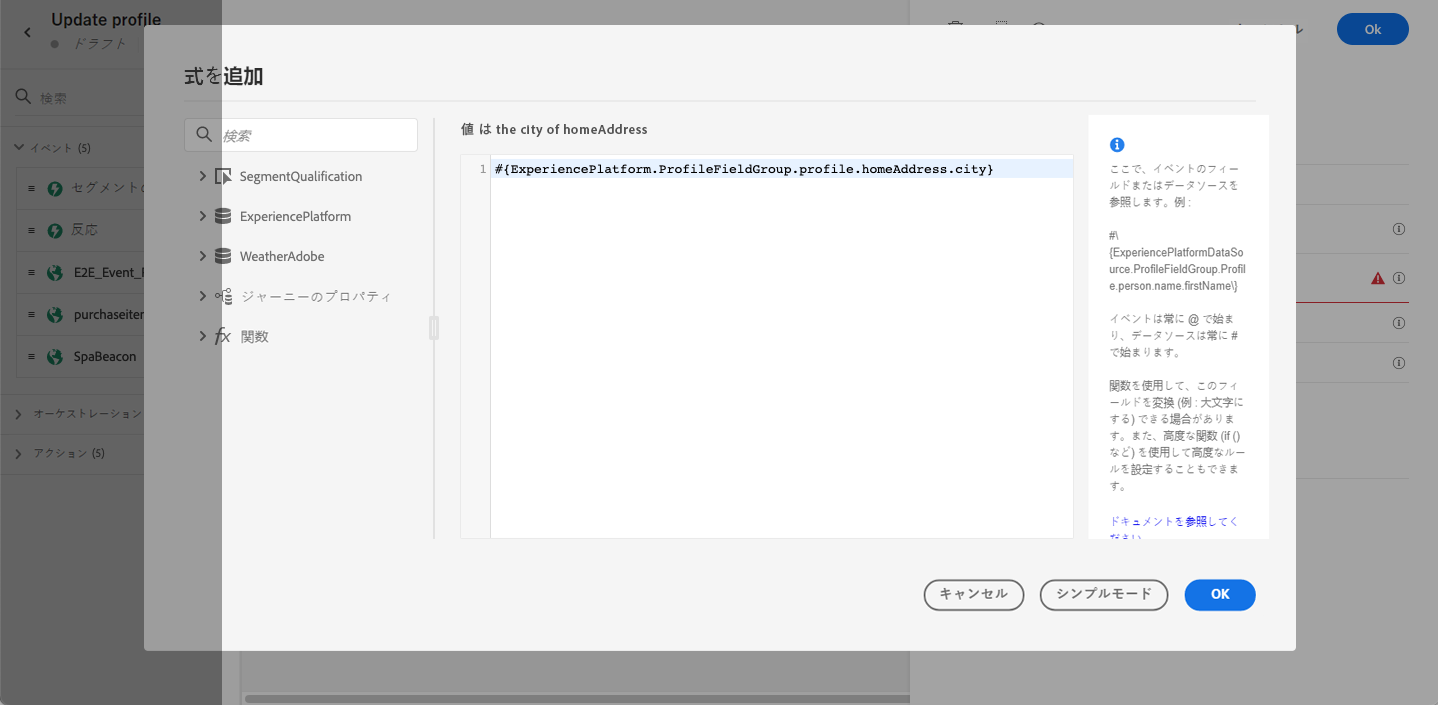 Update profile
ドラフト
Ok
検索
イベント (5)
反応
E2E_Event_
purchaseiter
SpaBeacon
オーケストレーション
アクション (5)
式を追加
検索
SegmentQualification
ExperiencePlatform
WeatherAdobe
ジャーニーのプロパティ
fx 関数
値 は the city of homeAddress
1 #{ExperiencePlatform.ProfileFieldGroup.profile.homeAddress.city}
ここで、イベントのフィー
ルドまたはデータソースを
参照します。例 :
#\
{ExperiencePlatformDataSo
urce.ProfileFieldGroup.Profil
e.person.name.firstName\}
イベントは常に @ で始ま
り、データソースは常に #
で始まります。
関数を使用して、このフィ
ールドを変換 (例 : 大文字に
する) できる場合がありま
す。また、高度な関数 (if ()
など) を使用して高度なルー
ルを設定することもできま
す。
ドキュメントを参照してく
ださい
キャンセル
シンプルモード
OK